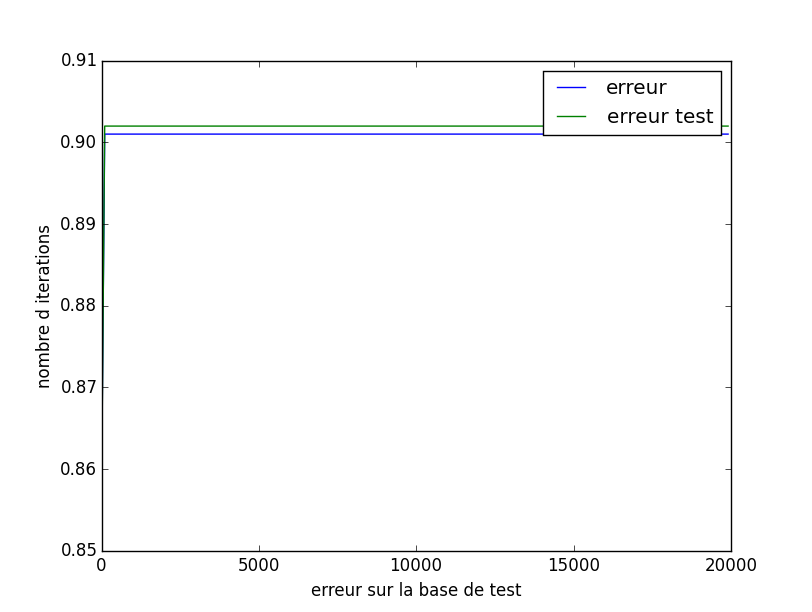 0.91
0.90
0.89
0.88
0.87
0.86
0.85
nombre d iterations
erreur
erreur test
0 5000 10000 15000 20000
erreur sur la base de test